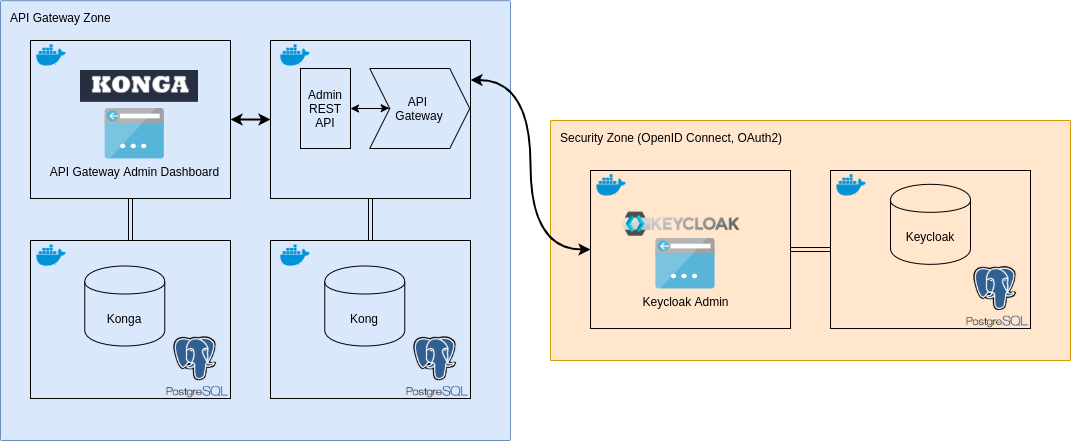 API Gateway Zone
KONGA
API Gateway Admin Dashboard
Admin
REST
API
API
Gateway
Konga
PostgreSQL
Kong
PostgreSQL
Security Zone (OpenID Connect, OAuth2)
KEYCLOAK
Keycloak Admin
Keycloak
PostgreSQL